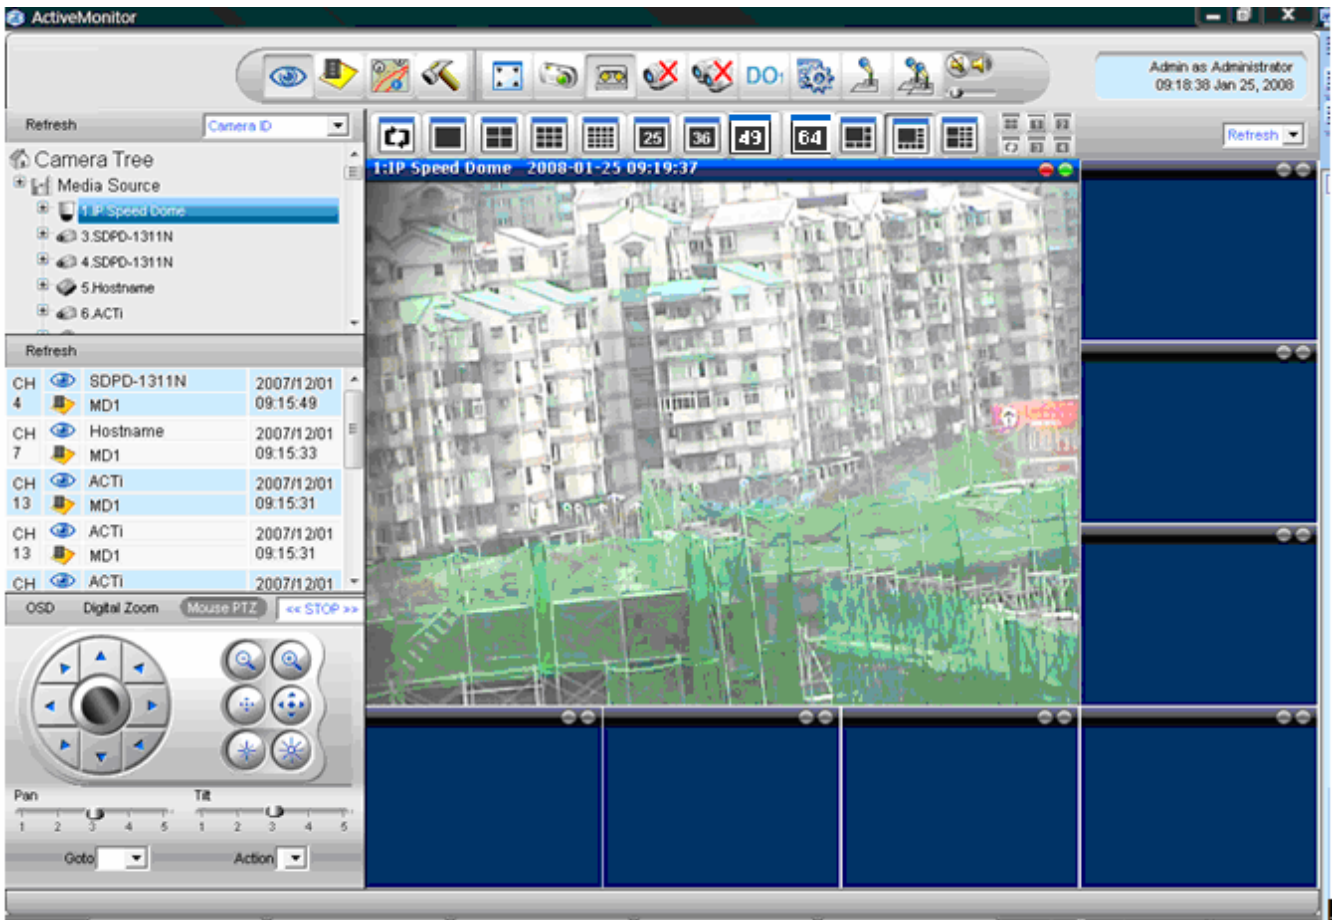 ActiveMonitor
DO1
Admin as Administrator
09:18:38 Jan 25, 2008
Refresh
Camera ID
25
36
49
64
Refresh
Camera Tree
Media Source
1.IP Speed Dome
3.SDPD-1311N
4.SDPD-1311N
5.Hostname
6.ACTi
1:IP Speed Dome 2008-01-25 09:19:37
Refresh
CH SDPD-1311N 2007/12/01
4 MD1 09:15:49
CH Hostname 2007/12/01
7 MD1 09:15:33
CH ACTi 2007/12/01
13 MD1 09:15:31
CH ACTi 2007/12/01
13 MD1 09:15:31
CH ACTi 2007/12/01
OSD Digital Zoom Mouse PTZ << STOP >>
Pan Tilt
1 2 3 4 5 1 2 3 4 5
Goto Action